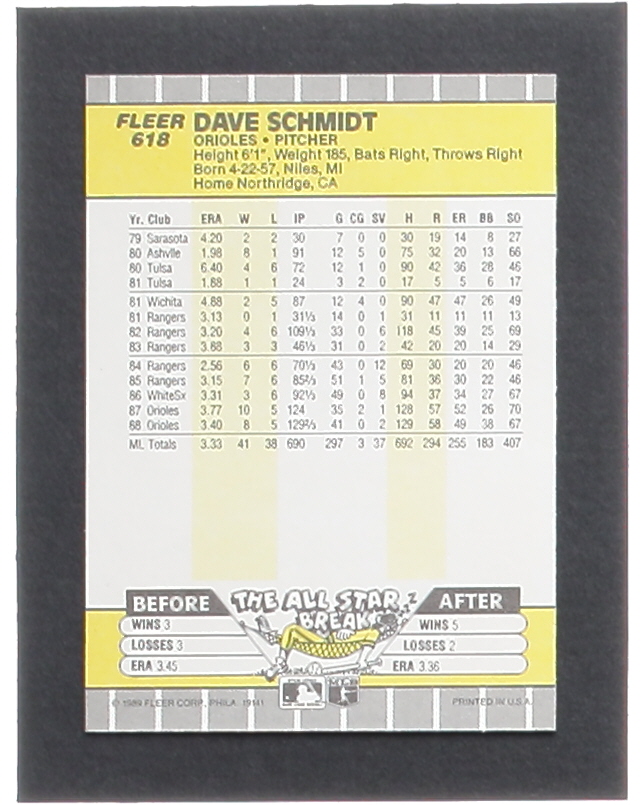 FLEER DAVE SCHMIDT
618 ORIOLES • PITCHER
Height 6'1", Weight 185, Bats Right, Throws Right
Born 4-22-57, Niles, MI
Home Northridge, CA
Yr. Club ERA W L IP G CG SV H R ER BB SO
79 Sarasota 4.20 2 2 30 7 0 0 30 19 14 8 27
80 Ashvlle 1.98 8 1 91 12 5 0 75 32 20 13 66
80 Tulsa 6.40 4 6 72 12 1 0 90 42 36 28 46
81 Tulsa 1.88 1 1 24 3 2 0 17 5 5 6 17
81 Wichita 4.88 2 5 87 12 4 0 90 47 47 26 49
81 Rangers 3.13 0 1 31⅓ 14 0 1 31 11 11 11 13
82 Rangers 3.20 4 6 109⅓ 33 0 6 118 45 39 25 69
83 Rangers 3.68 3 3 46⅓ 31 0 2 42 20 20 14 29
84 Rangers 2.56 6 6 70⅓ 43 0 12 69 30 20 20 46
85 Rangers 3.15 7 6 85⅔ 51 1 5 81 36 30 22 46
86 WhiteSx 3.31 3 6 92⅓ 49 0 8 94 37 34 27 67
87 Orioles 3.77 10 5 124 35 2 1 128 57 52 26 70
88 Orioles 3.40 8 5 129⅔ 41 0 2 129 58 49 38 67
ML Totals 3.33 41 38 690 297 3 37 692 294 255 183 407
BEFORE THE ALL STAR BREAK AFTER
WINS 3 WINS 5
LOSSES 3 LOSSES 2
ERA 3.45 ERA 3.36
© 1989 FLEER CORP., PHILA. 19141 PRINTED IN U.S.A.